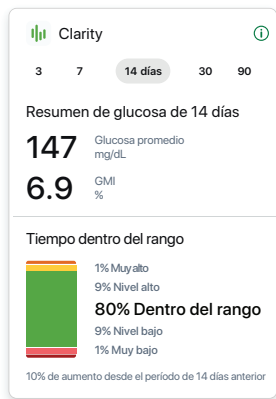 Clarity
3 7 14 días 30 90
Resumen de glucosa de 14 días
147 Glucosa promedio
mg/dL
6.9 GMI
%
Tiempo dentro del rango
1% Muy alto
9% Nivel alto
80% Dentro del rango
9% Nivel bajo
1% Muy bajo
10% de aumento desde el período de 14 días anterior